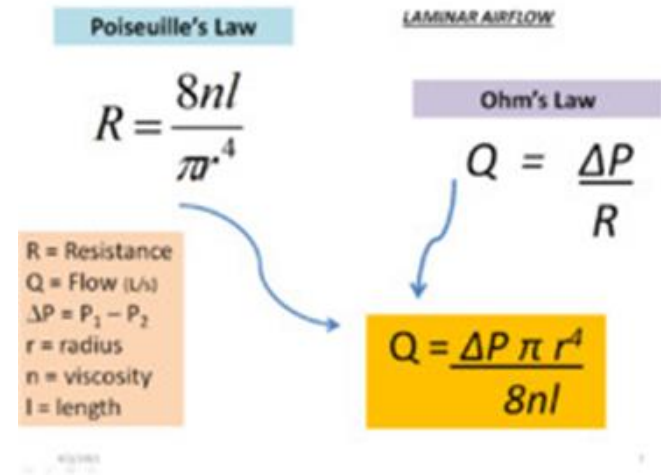 Poiseuille's Law
LAMINAR AIRFLOW
R = 8nl / πr⁴
Ohm's Law
Q = ΔP / R
R = Resistance
Q = Flow (L/s)
ΔP = P₁ – P₂
r = radius
n = viscosity
l = length
Q = ΔP π r⁴ / 8nl